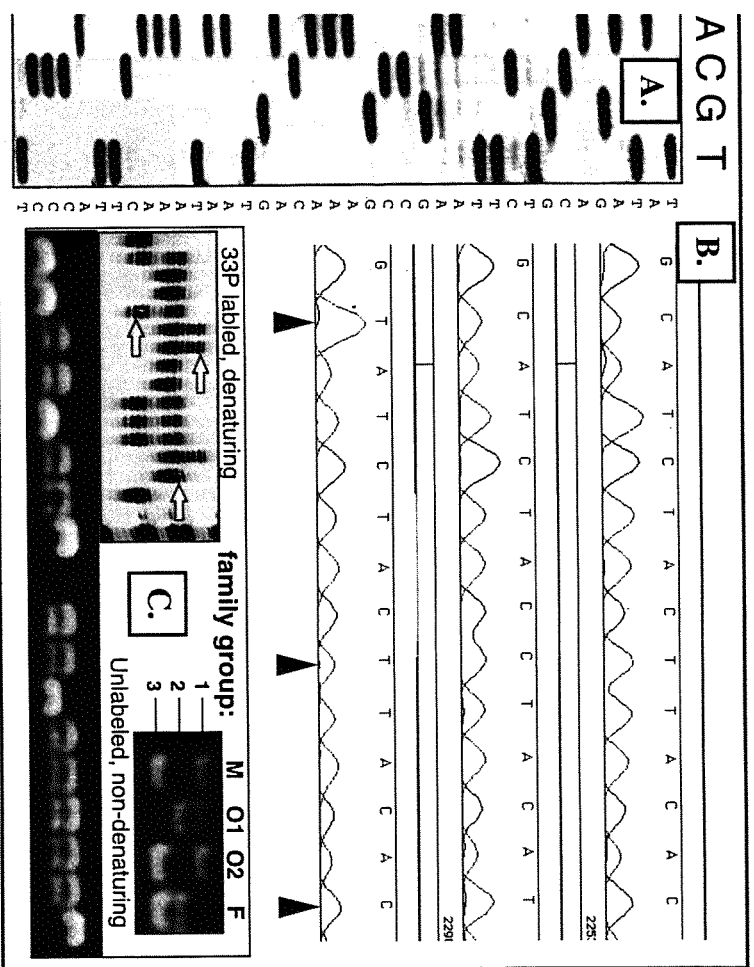 A C G T
A.
T
A
T
A
G
A
C
G
T
C
T
T
A
G
C
C
G
A
A
A
C
A
G
T
A
A
T
A
A
A
C
T
T
A
C
C
C
T
B.
G C A T C T A C T T A C A C
G C A T C T A C C T A C A T
G T A T C T A C T T A C A C
33P labled, denaturing
C.
family group:
M O1 O2 F
1
2
3
Unlabeled, non-denaturing